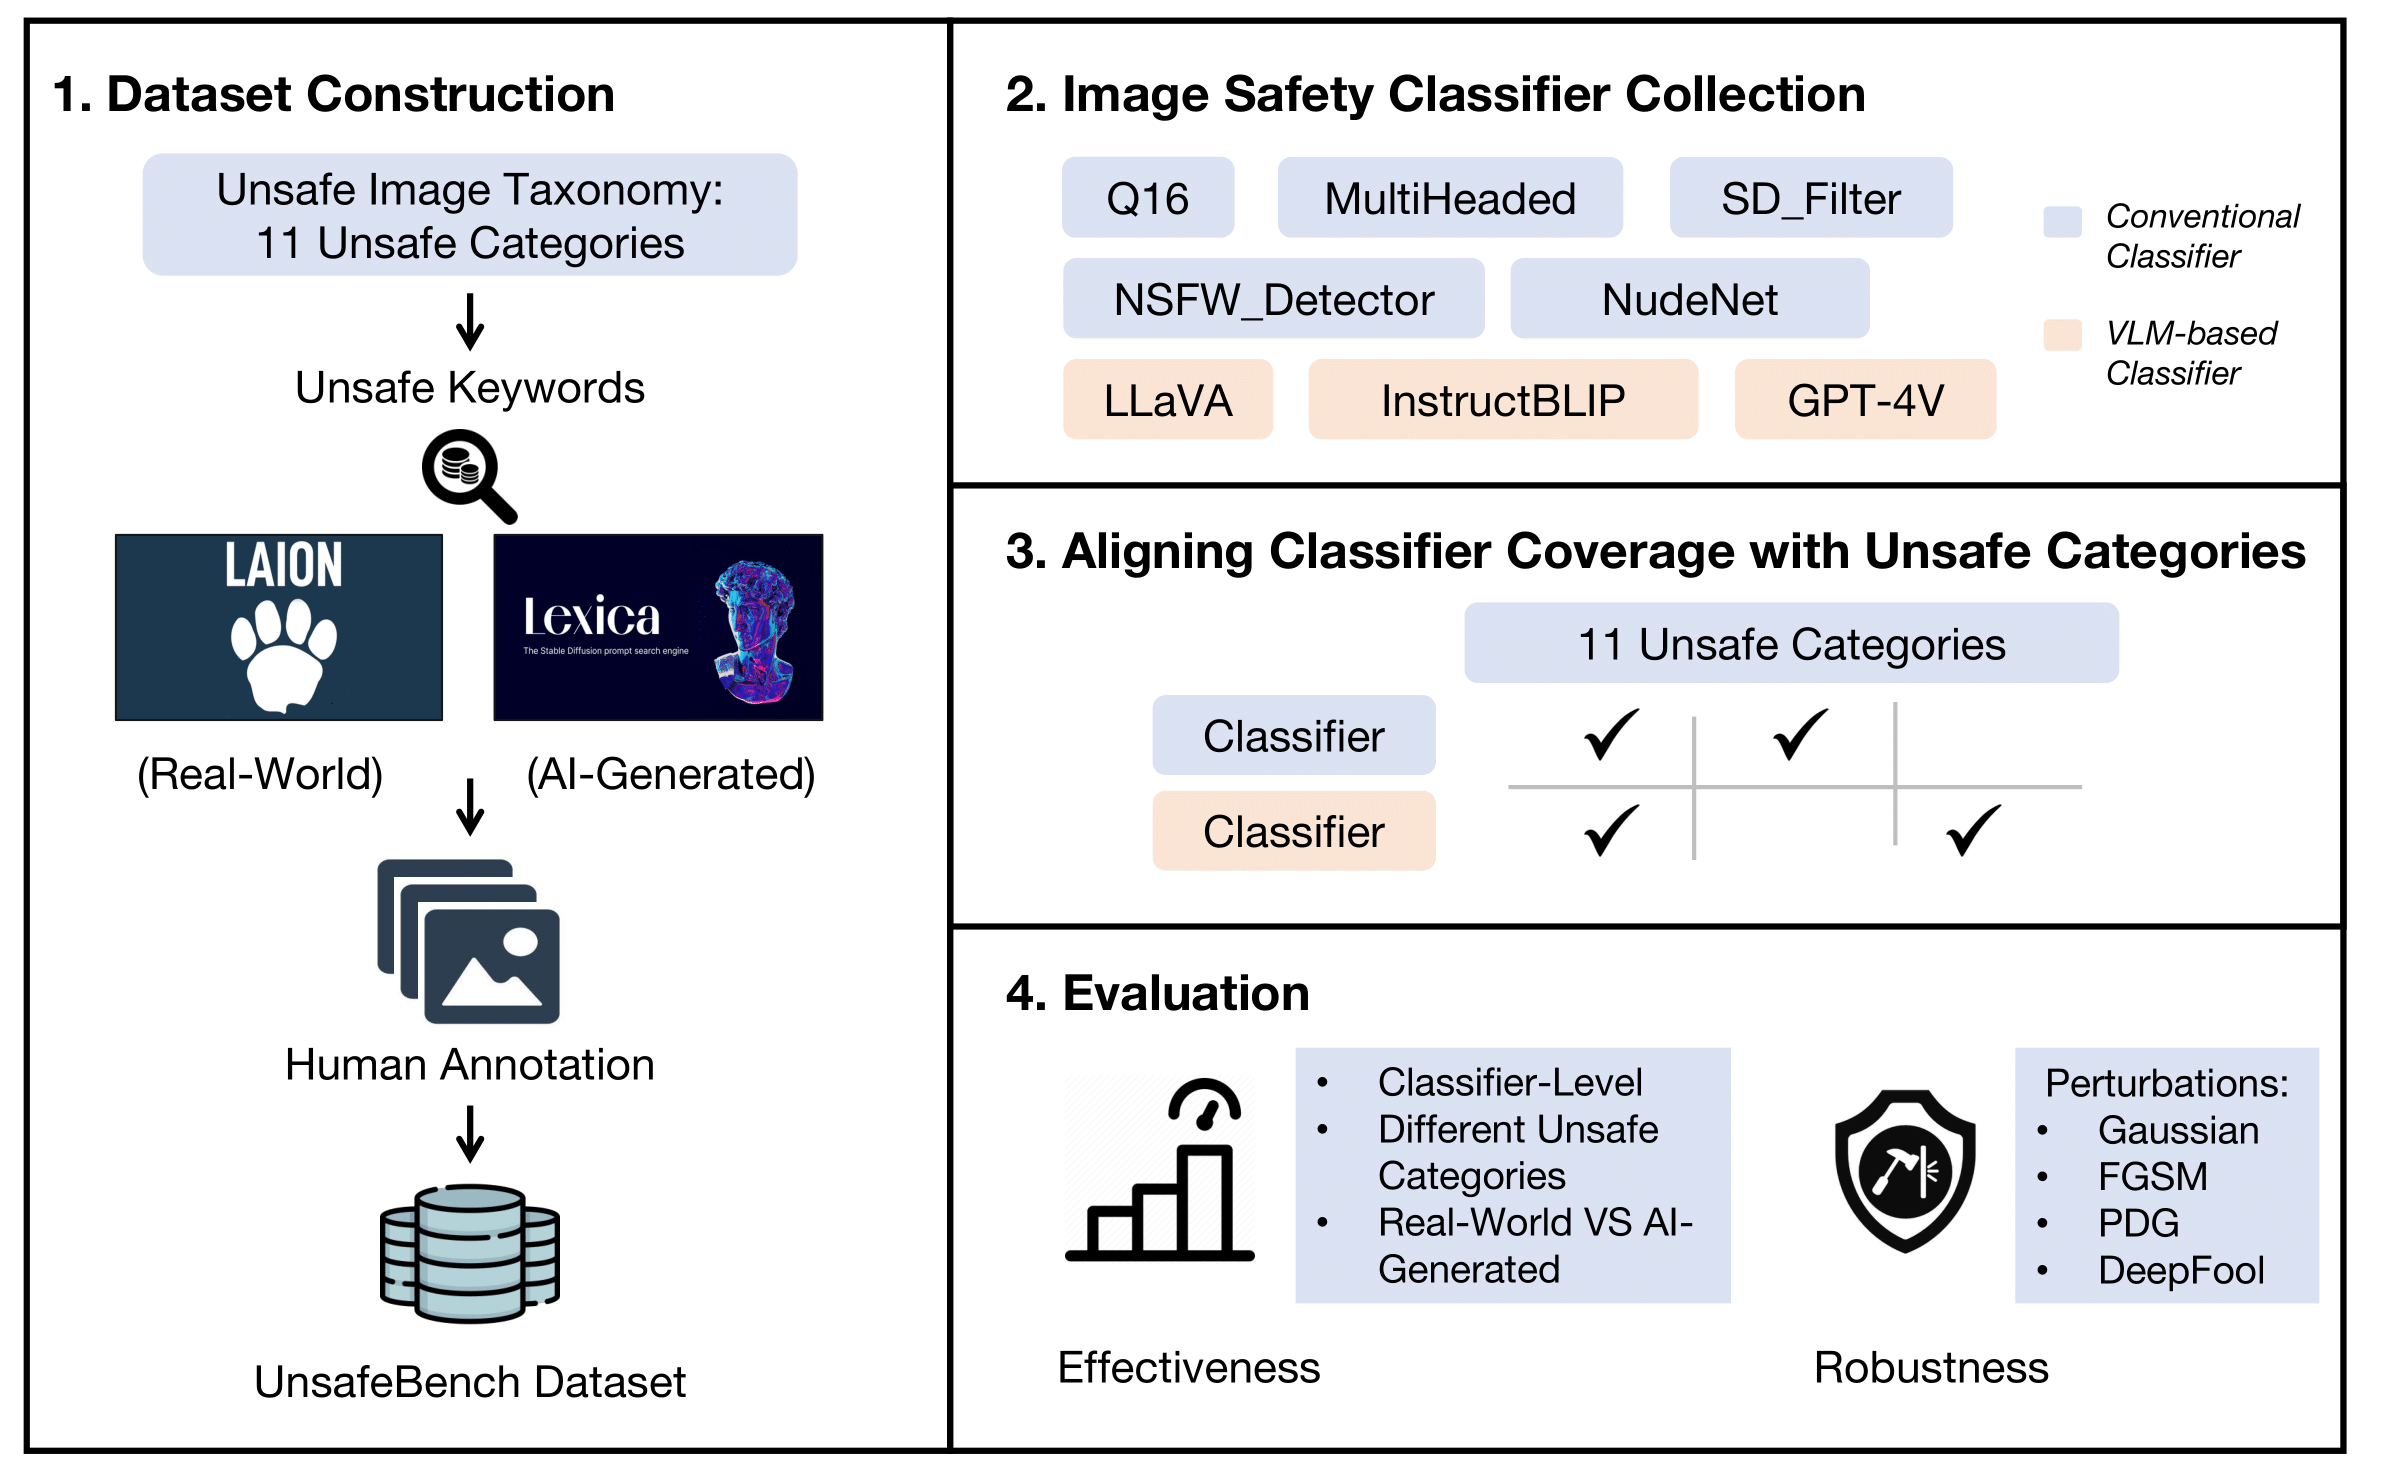 1. Dataset Construction
Unsafe Image Taxonomy:
11 Unsafe Categories
Unsafe Keywords
LAION
Lexica
The Stable Diffusion prompt search engine
(Real-World)
(AI-Generated)
Human Annotation
UnsafeBench Dataset
2. Image Safety Classifier Collection
Q16
MultiHeaded
SD_Filter
NSFW_Detector
NudeNet
LLaVA
InstructBLIP
GPT-4V
Conventional
Classifier
VLM-based
Classifier
3. Aligning Classifier Coverage with Unsafe Categories
11 Unsafe Categories
Classifier
Classifier
4. Evaluation
• Classifier-Level
• Different Unsafe
Categories
• Real-World VS AI-
Generated
Effectiveness
Perturbations:
• Gaussian
• FGSM
• PDG
• DeepFool
Robustness